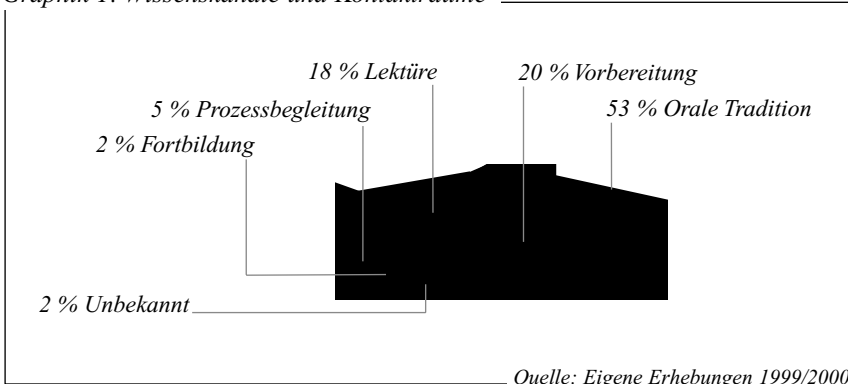 Graphik 1: Wissenskanäle und Kontakträume
18 % Lektüre
20 % Vorbereitung
5 % Prozessbegleitung
53 % Orale Tradition
2 % Fortbildung
2 % Unbekannt
Quelle: Eigene Erhebungen 1999/2000